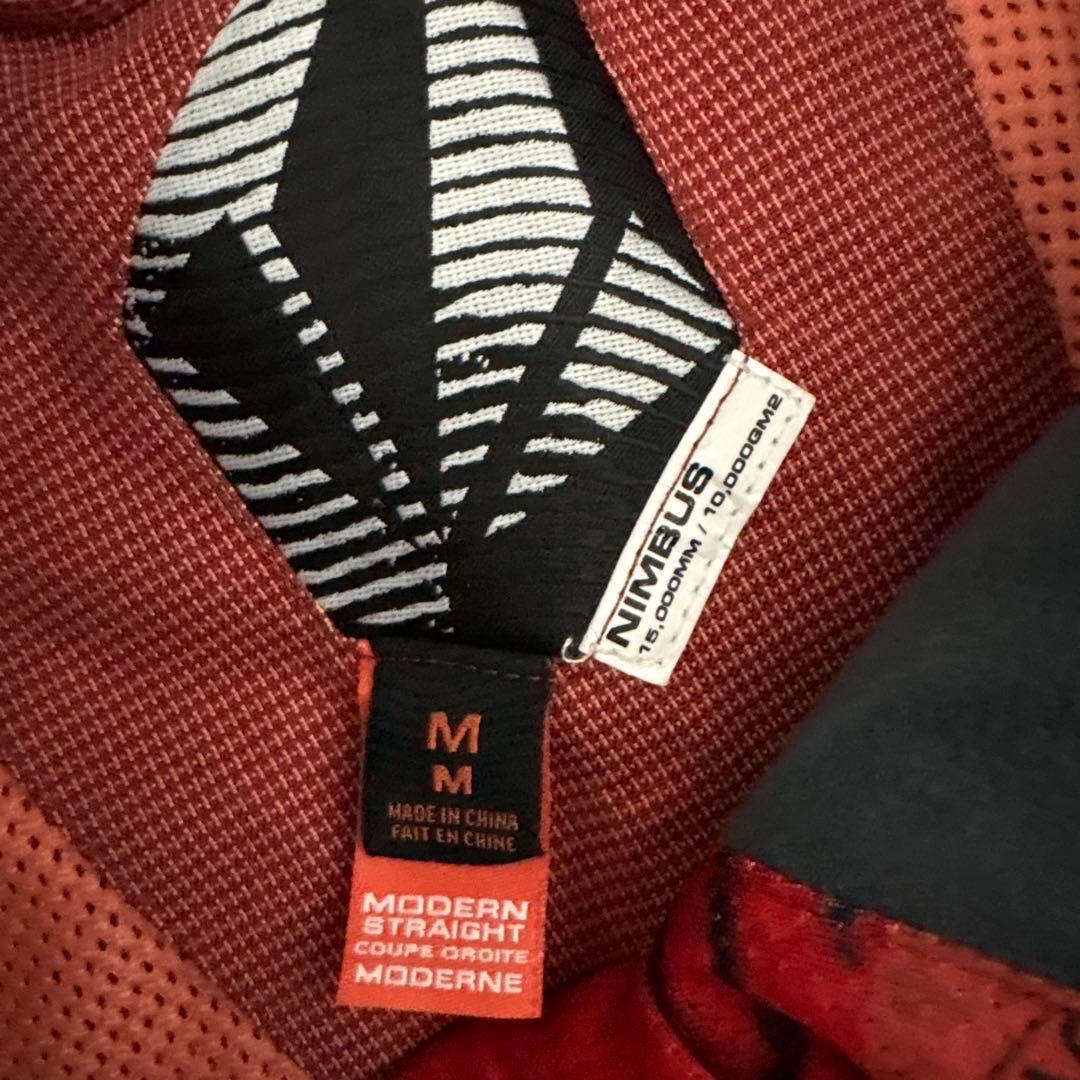 NIMBUS
15,000MM / 10,000GM2
M
M
MADE IN CHINA
FAIT EN CHINE
MODERN
STRAIGHT
COUPE DROITE
MODERNE